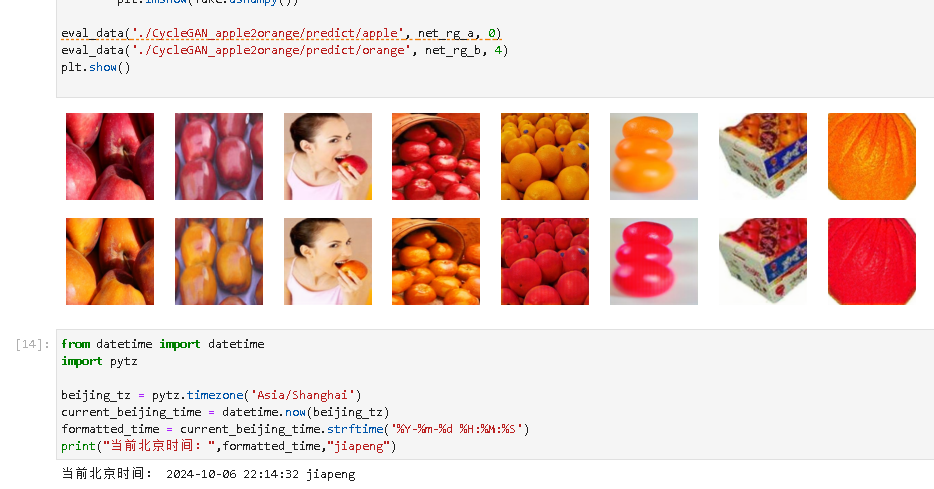 plt.imshow(fake.asnumpy())
eval_data('./CycleGAN_apple2orange/predict/apple', net_rg_a, 0)
eval_data('./CycleGAN_apple2orange/predict/orange', net_rg_b, 4)
plt.show()
[14]: from datetime import datetime
import pytz
beijing_tz = pytz.timezone('Asia/Shanghai')
current_beijing_time = datetime.now(beijing_tz)
formatted_time = current_beijing_time.strftime('%Y-%m-%d %H:%M:%S')
print("当前北京时间：",formatted_time,"jiapeng")
当前北京时间： 2024-10-06 22:14:32 jiapeng